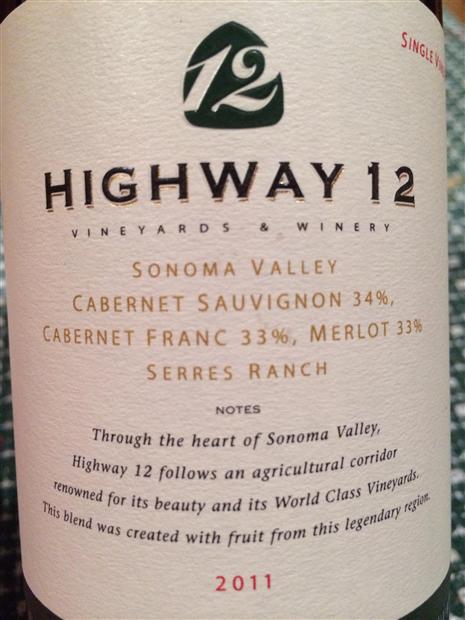 12
SINGLE
HIGHWAY 12
VINEYARDS & WINERY
SONOMA VALLEY
CABERNET SAUVIGNON 34%,
CABERNET FRANC 33%, MERLOT 33%
SERRES RANCH
NOTES
Through the heart of Sonoma Valley,
Highway 12 follows an agricultural corridor
renowned for its beauty and its World Class Vineyards.
This blend was created with fruit from this legendary region.
2011